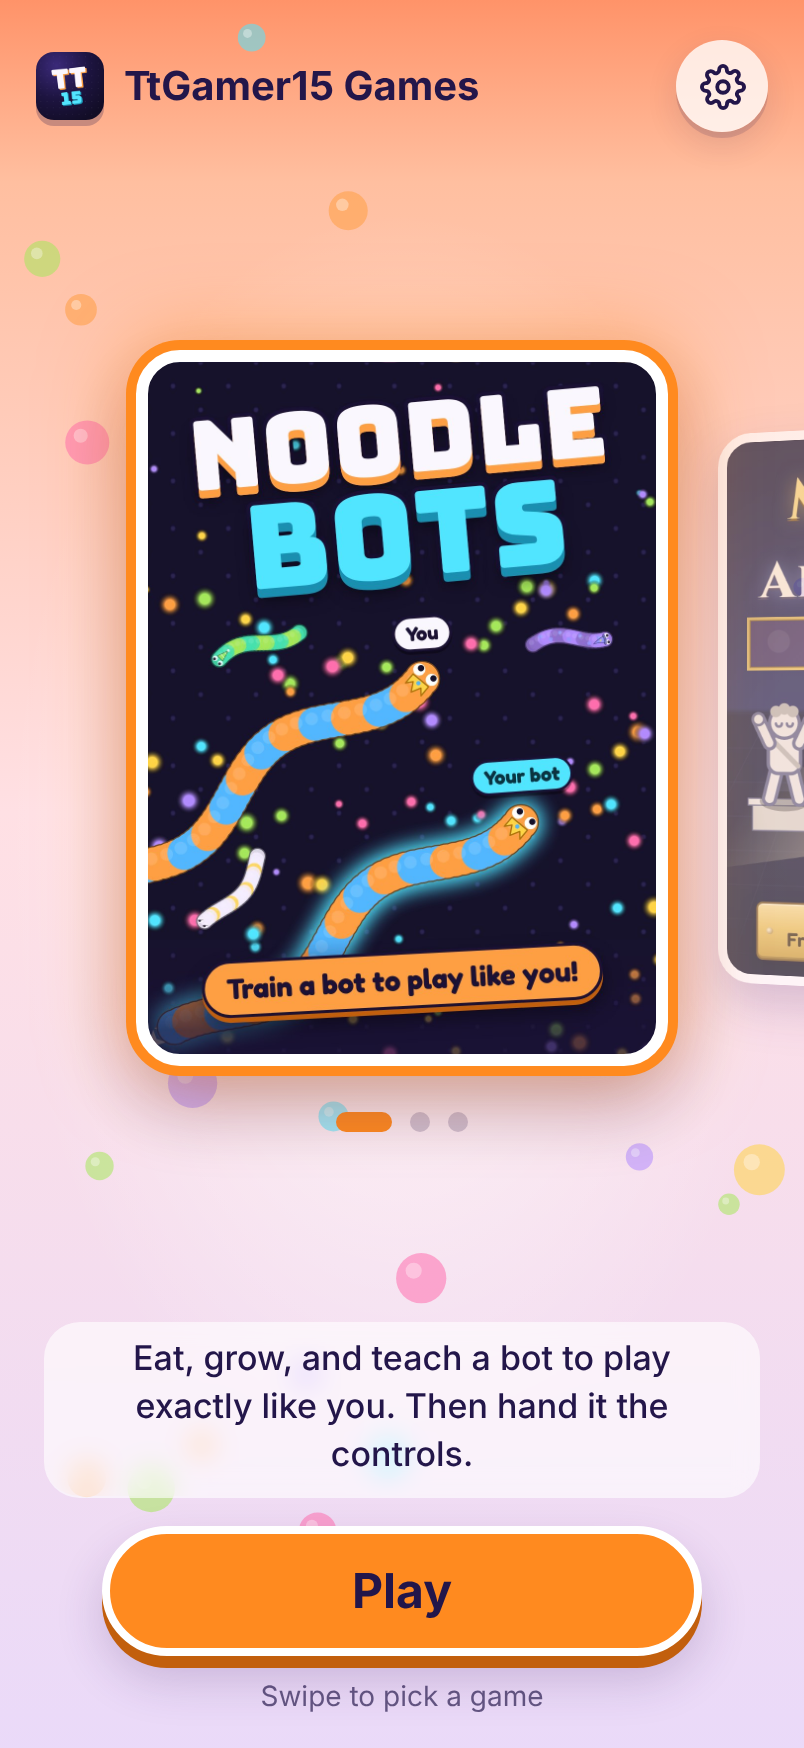 TT
15
TtGamer15 Games
NOODLE
BOTS
You
Your bot
Train a bot to play like you!
Eat, grow, and teach a bot to play
exactly like you. Then hand it the
controls.
Play
Swipe to pick a game